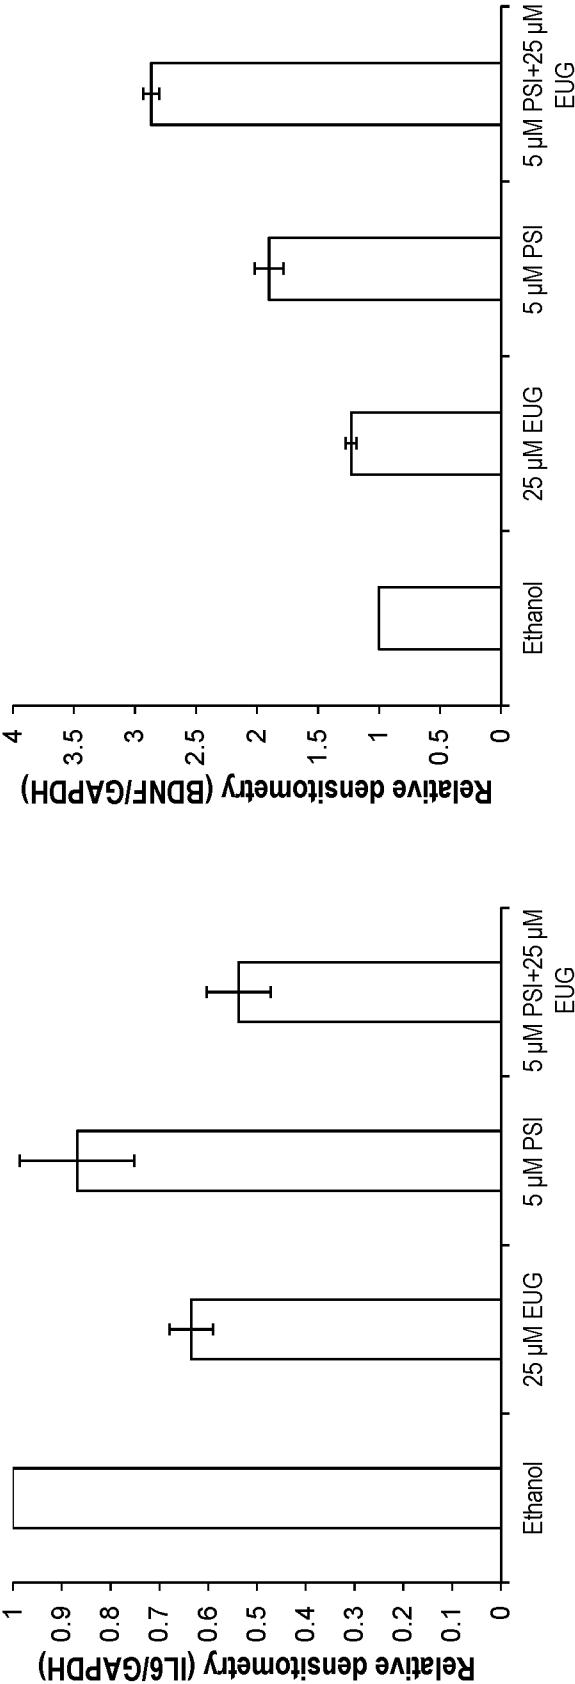 Relative densitometry (IL6/GAPDH)
1
0.9
0.8
0.7
0.6
0.5
0.4
0.3
0.2
0.1
0
Ethanol
25 µM EUG
5 µM PSI
5 µM PSI+25 µM
EUG
Relative densitometry (BDNF/GAPDH)
4
3.5
3
2.5
2
1.5
1
0.5
0
Ethanol
25 µM EUG
5 µM PSI
5 µM PSI+25 µM
EUG